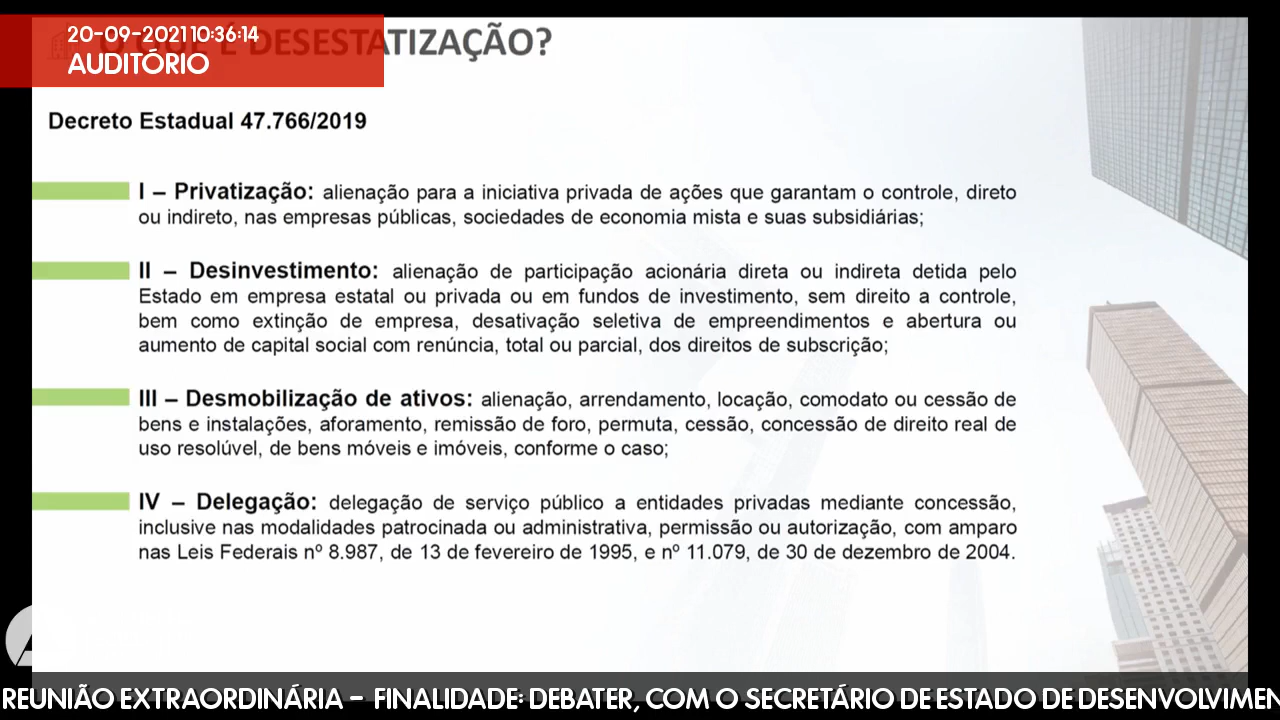 20-09-2021 10:36:14
AUDITÓRIO
O QUE É DESESTATIZAÇÃO?
Decreto Estadual 47.766/2019
I – Privatização: alienação para a iniciativa privada de ações que garantam o controle, direto
ou indireto, nas empresas públicas, sociedades de economia mista e suas subsidiárias;
II – Desinvestimento: alienação de participação acionária direta ou indireta detida pelo
Estado em empresa estatal ou privada ou em fundos de investimento, sem direito a controle,
bem como extinção de empresa, desativação seletiva de empreendimentos e abertura ou
aumento de capital social com renúncia, total ou parcial, dos direitos de subscrição;
III – Desmobilização de ativos: alienação, arrendamento, locação, comodato ou cessão de
bens e instalações, aforamento, remissão de foro, permuta, cessão, concessão de direito real de
uso resolúvel, de bens móveis e imóveis, conforme o caso;
IV – Delegação: delegação de serviço público a entidades privadas mediante concessão,
inclusive nas modalidades patrocinada ou administrativa, permissão ou autorização, com amparo
nas Leis Federais nº 8.987, de 13 de fevereiro de 1995, e nº 11.079, de 30 de dezembro de 2004.
REUNIÃO EXTRAORDINÁRIA - FINALIDADE: DEBATER, COM O SECRETÁRIO DE ESTADO DE DESENVOLVIMEN